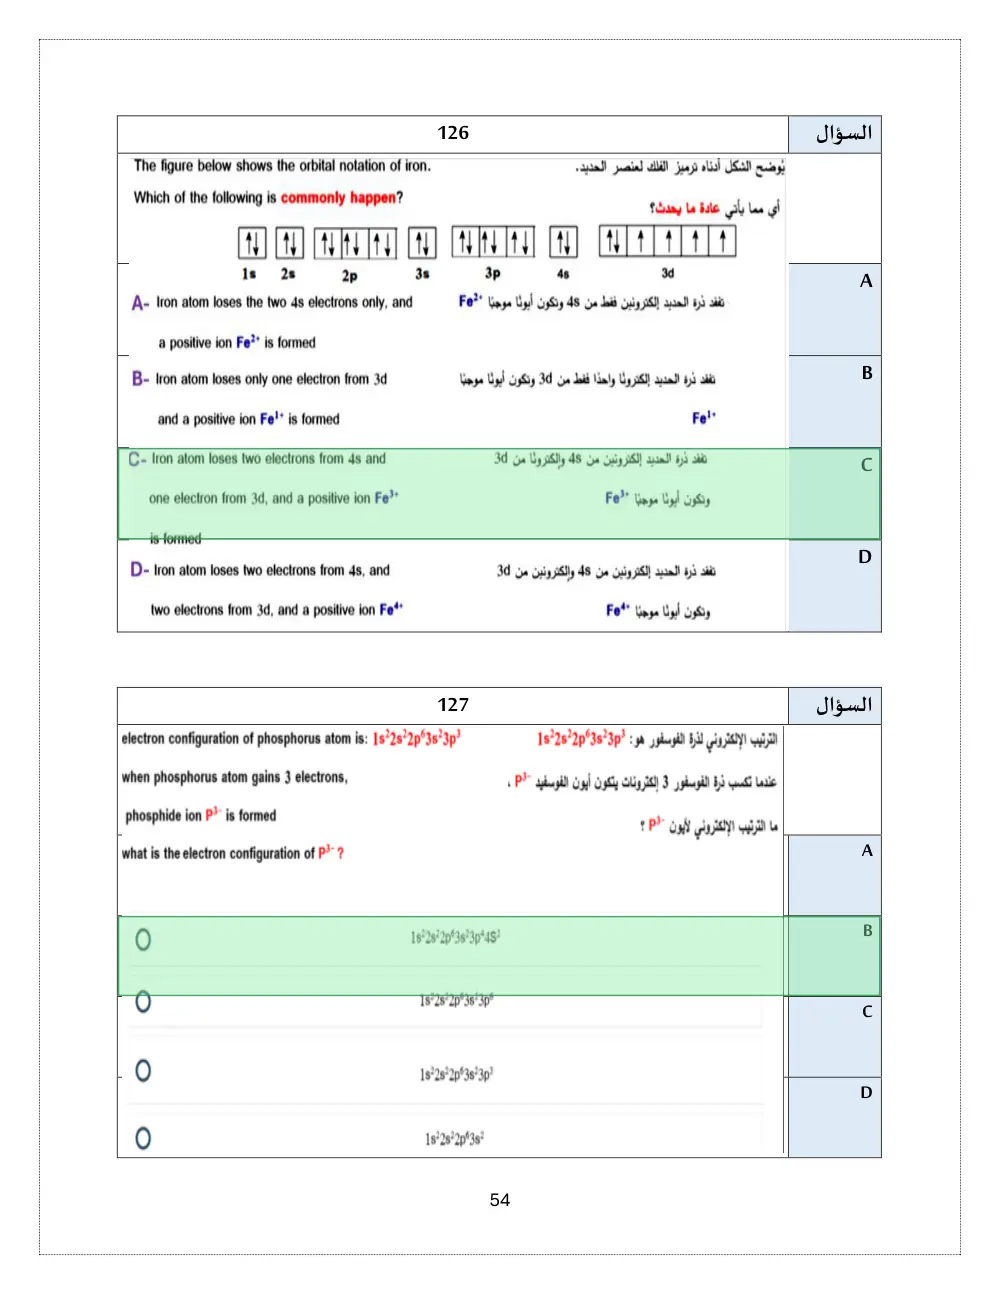 السؤال 126
The figure below shows the orbital notation of iron. يُوضح الشكل أدناه ترميز الفلك لعنصر الحديد.
Which of the following is commonly happen? أي مما يأتي عادة ما يحدث؟
1s 2s 2p 3s 3p 4s 3d
A
A- Iron atom loses the two 4s electrons only, and تفقد ذرة الحديد إلكترونين فقط من 4s وتكون أيونًا موجبًا Fe²⁺
a positive ion Fe²⁺ is formed
B
B- Iron atom loses only one electron from 3d تفقد ذرة الحديد إلكترونًا واحدًا فقط من 3d وتكون أيونًا موجبًا
and a positive ion Fe¹⁺ is formed Fe¹⁺
C
C- Iron atom loses two electrons from 4s and تفقد ذرة الحديد إلكترونين من 4s وإلكترونًا من 3d
one electron from 3d, and a positive ion Fe³⁺ وتكون أيونًا موجبًا Fe³⁺
is formed
D
D- Iron atom loses two electrons from 4s, and تفقد ذرة الحديد إلكترونين من 4s وإلكترونين من 3d
two electrons from 3d, and a positive ion Fe⁴⁺ وتكون أيونًا موجبًا Fe⁴⁺
السؤال 127
electron configuration of phosphorus atom is: 1s²2s²2p⁶3s²3p³ الترتيب الإلكتروني لذرة الفوسفور هو: 1s²2s²2p⁶3s²3p³
when phosphorus atom gains 3 electrons, عندما تكسب ذرة الفوسفور 3 إلكترونات يتكون أيون الفوسفيد P³⁻ ،
phosphide ion P³⁻ is formed ما الترتيب الإلكتروني لأيون P³⁻ ؟
what is the electron configuration of P³⁻ ?
A
B
1s²2s²2p⁶3s²3p⁴4S²
1s²2s²2p⁶3s²3p⁶
C
1s²2s²2p⁶3s²3p³
D
1s²2s²2p⁶3s²
54